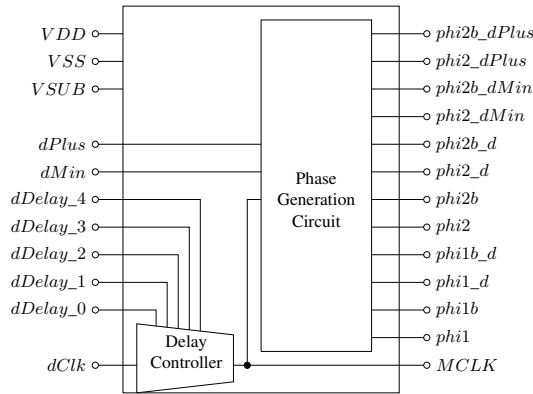 VDD
VSS
VSUB
dPlus
dMin
dDelay_4
dDelay_3
dDelay_2
dDelay_1
dDelay_0
dClk
Delay
Controller
Phase
Generation
Circuit
phi2b_dPlus
phi2_dPlus
phi2b_dMin
phi2_dMin
phi2b_d
phi2_d
phi2b
phi2
phi1b_d
phi1_d
phi1b
phi1
MCLK